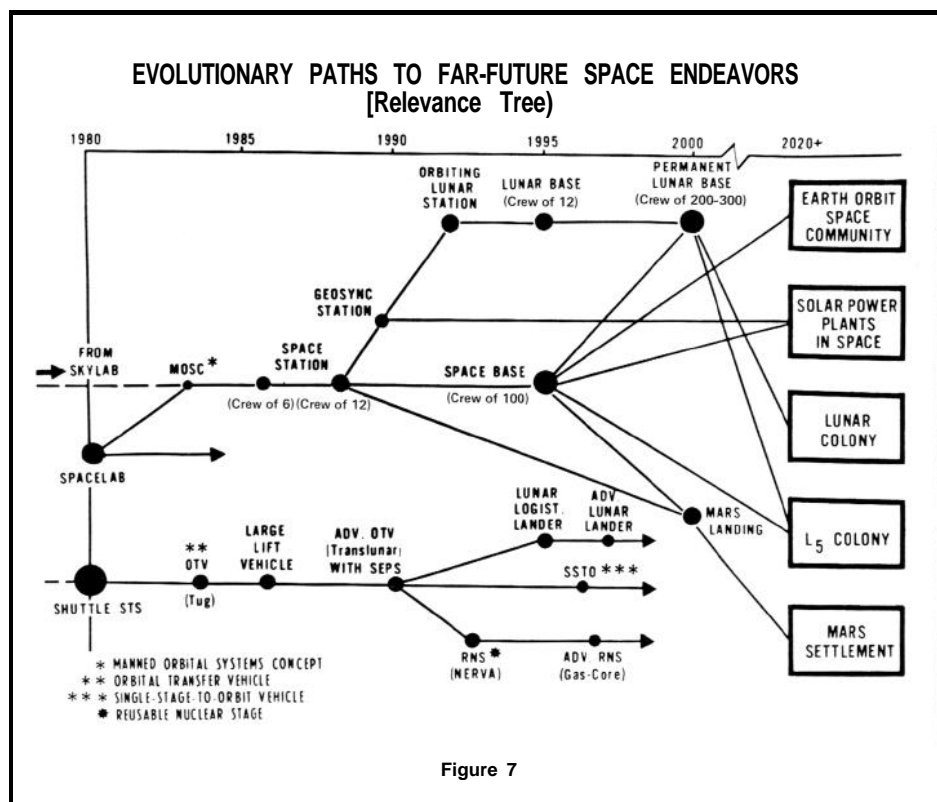 EVOLUTIONARY PATHS TO FAR-FUTURE SPACE ENDEAVORS
[Relevance Tree)
1980
1985
1990
1995
2000
2020+
ORBITING
LUNAR
STATION
LUNAR BASE
(Crew of 12)
PERMANENT
LUNAR BASE
(Crew of 200-300)
EARTH ORBIT
SPACE
COMMUNITY
GEOSYNC
STATION
SOLAR POWER
PLANTS
IN SPACE
FROM
SKYLAB
MOSC*
SPACE
STATION
(Crew of 6)
(Crew of 12)
SPACE BASE
(Crew of 100)
LUNAR
COLONY
SPACELAB
MARS
LANDING
L5 COLONY
LUNAR
LOGIST.
LANDER
ADV.
LUNAR
LANDER
**
OTV
(Tug)
LARGE
LIFT
VEHICLE
ADV. OTV
(Translunar)
WITH SEPS
SSTO ***
SHUTTLE STS
RNS*
(NERVA)
ADV. RNS
(Gas-Core)
MARS
SETTLEMENT
* MANNED ORBITAL SYSTEMS CONCEPT
** ORBITAL TRANSFER VEHICLE
*** SINGLE-STAGE-TO-ORBIT VEHICLE
* REUSABLE NUCLEAR STAGE
Figure 7